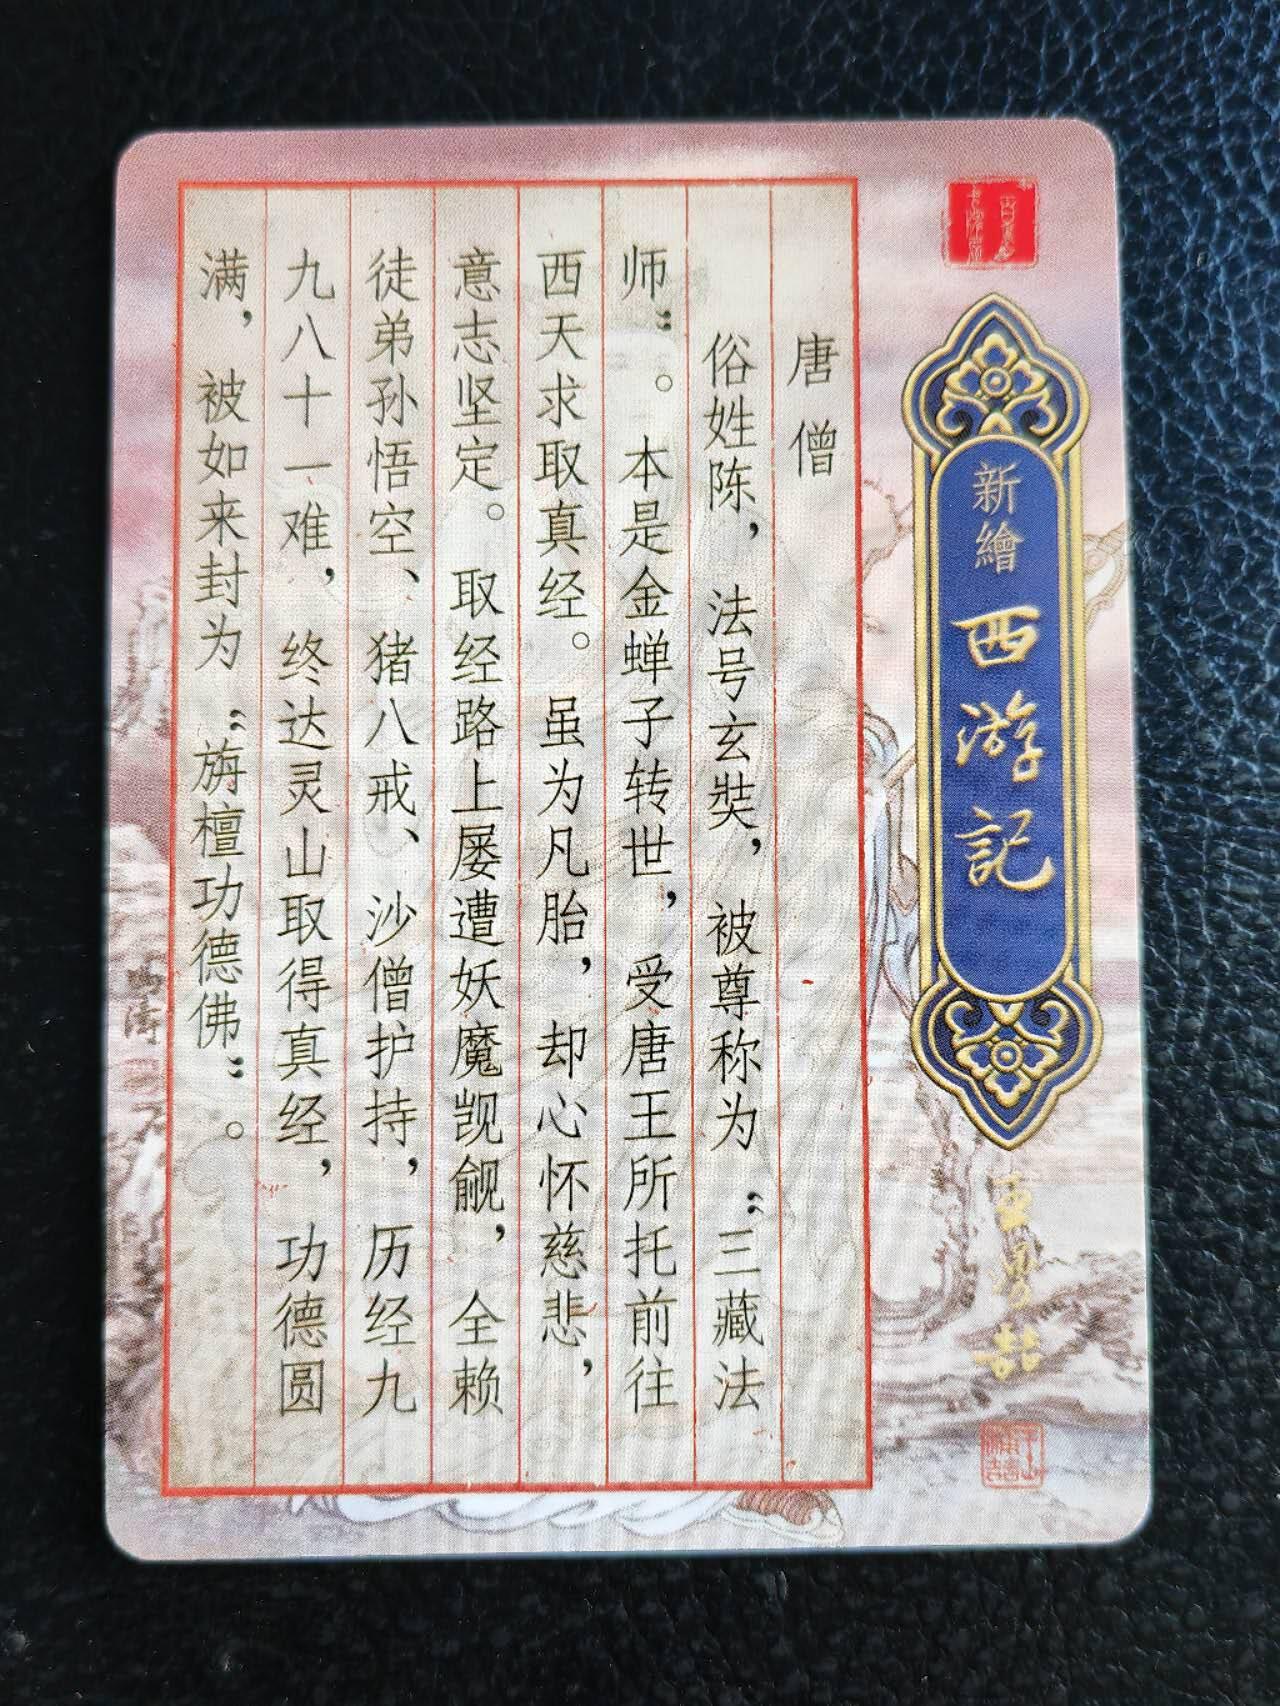 新繪西游記
唐僧
俗姓陈，法号玄奘，被尊称为“三藏法
师”。本是金蝉子转世，受唐王所托前往
西天求取真经。虽为凡胎，却心怀慈悲，
意志坚定。取经路上屡遭妖魔觊觎，全赖
徒弟孙悟空、猪八戒、沙僧护持，历经九
九八十一难，终达灵山取得真经，功德圆
满，被如来封为“旃檀功德佛”。